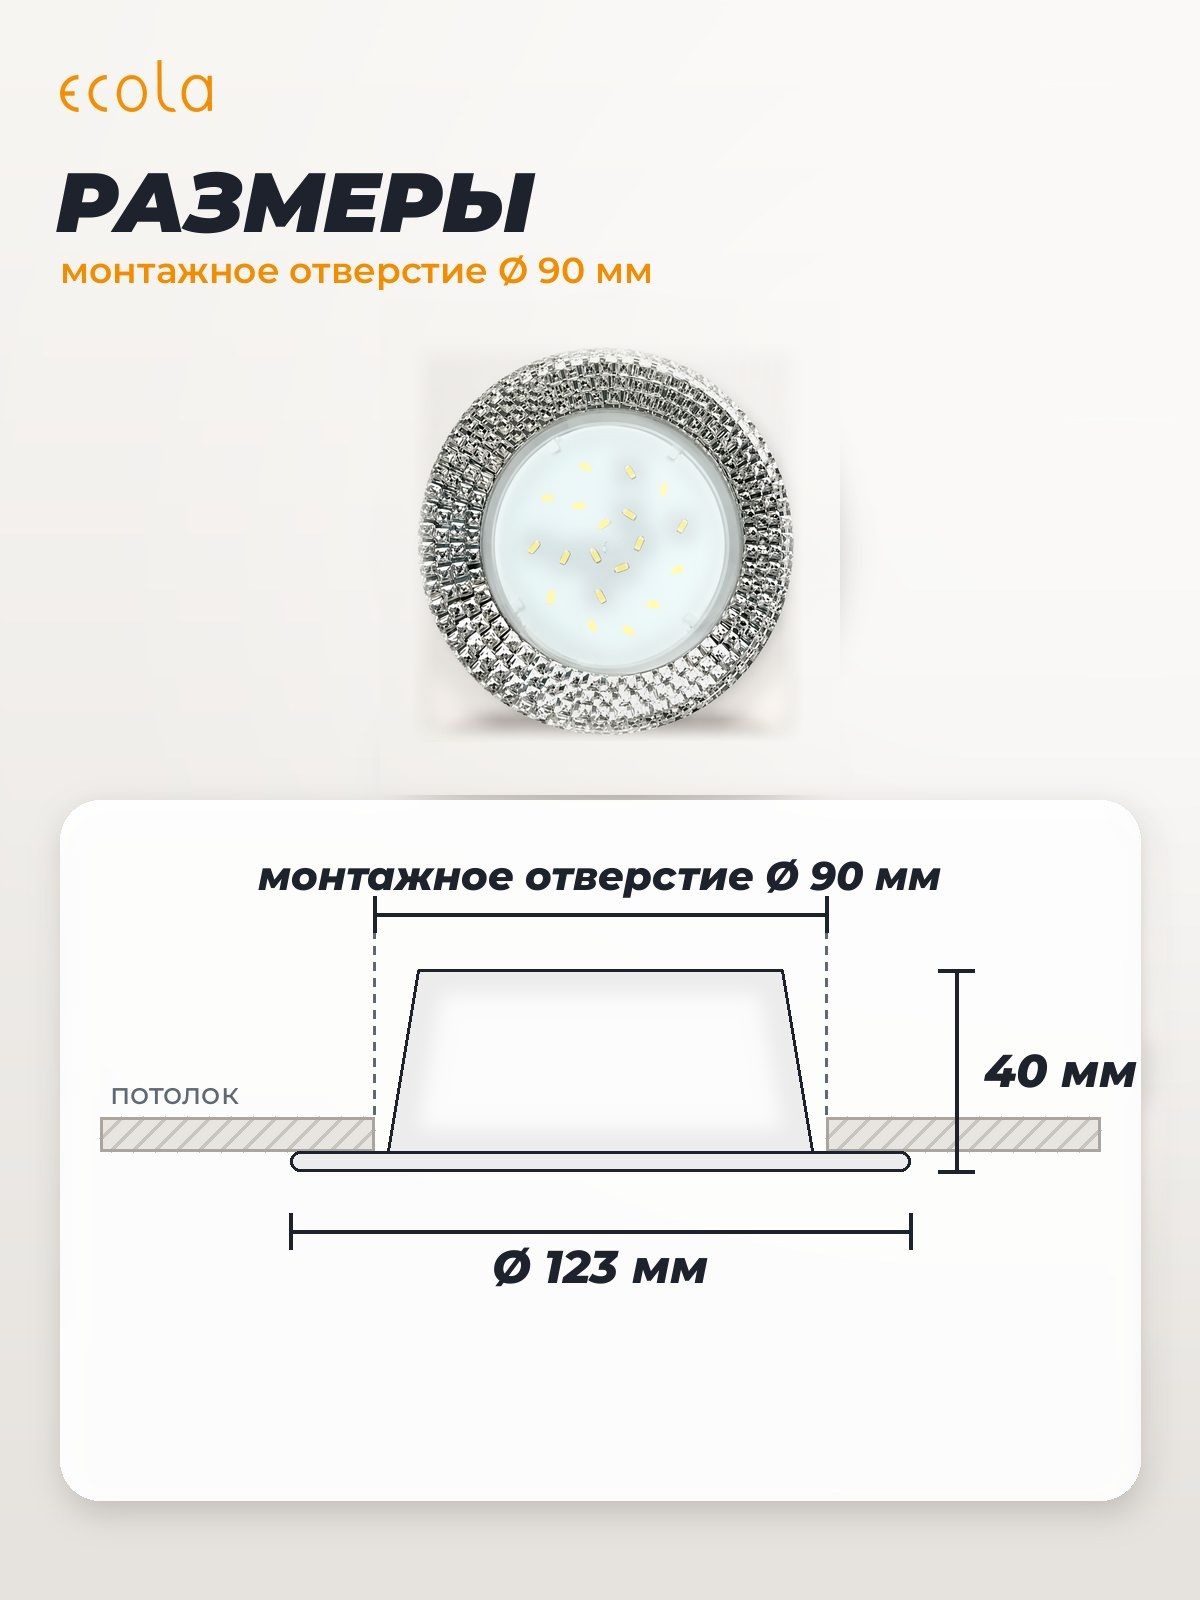 ecola
РАЗМЕРЫ
монтажное отверстие Ø 90 мм
монтажное отверстие Ø 90 мм
40 мм
потолок
Ø 123 мм